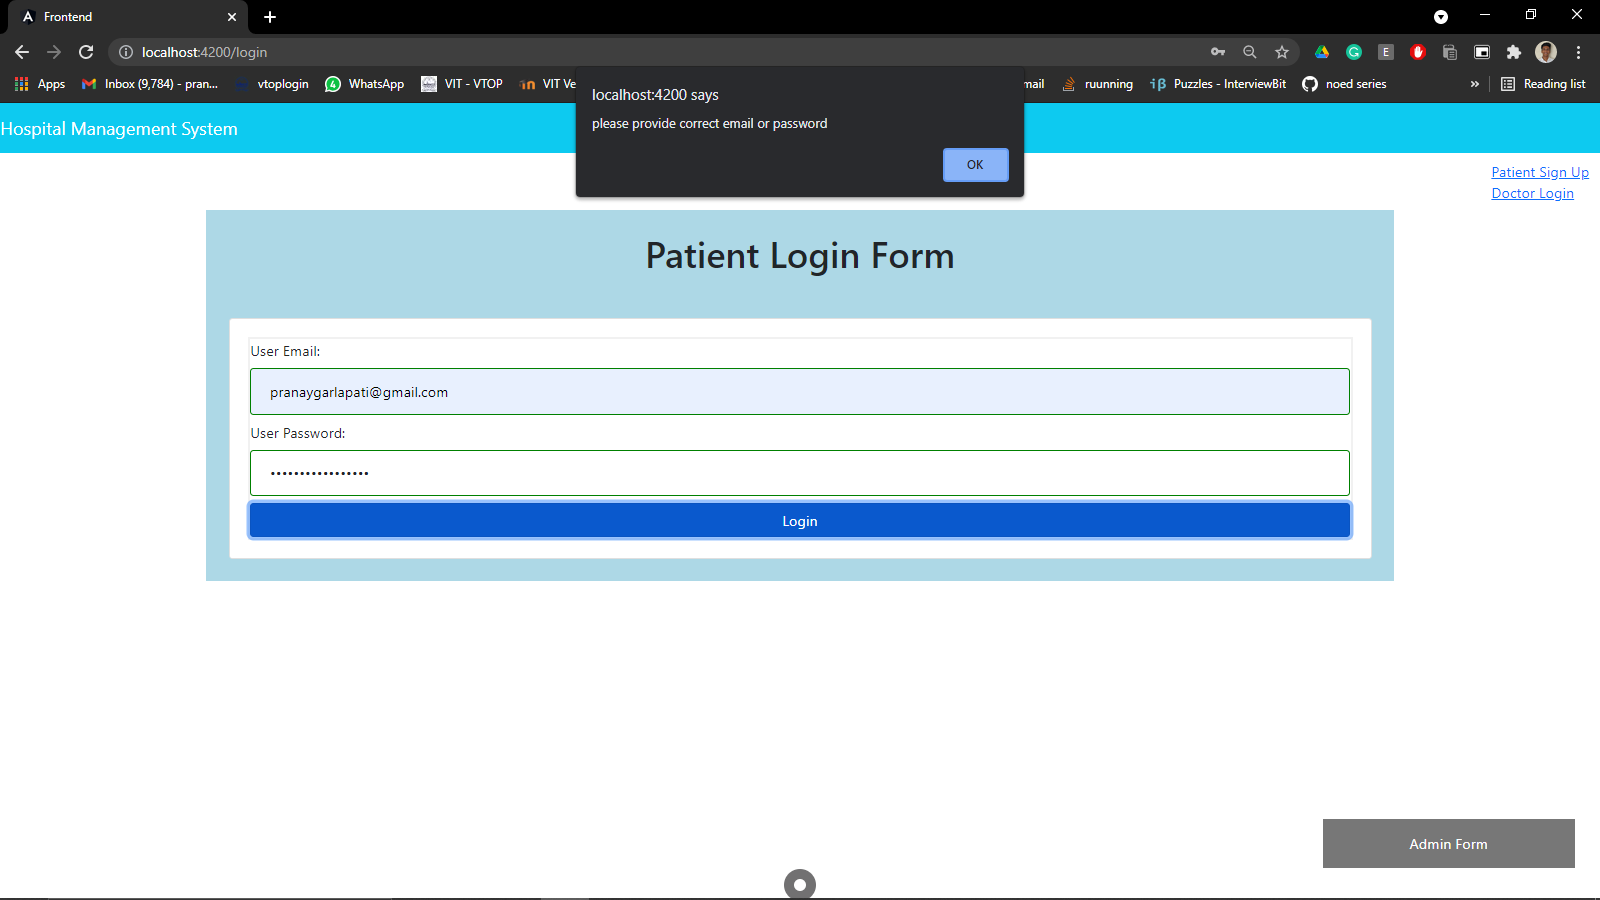 Frontend
localhost:4200/login
Apps
Inbox (9,784) - pran...
vtoplogin
WhatsApp
VIT - VTOP
VIT Ve
mail
ruunning
Puzzles - InterviewBit
noed series
»
Reading list
localhost:4200 says
please provide correct email or password
OK
Hospital Management System
Patient Sign Up
Doctor Login
Patient Login Form
User Email:
pranaygarlapati@gmail.com
User Password:
•••••••••••••••••
Login
Admin Form